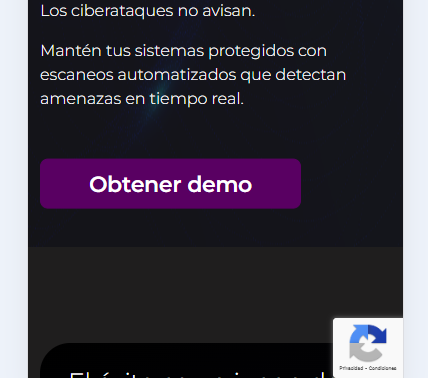 Los ciberataques no avisan.
Mantén tus sistemas protegidos con
escaneos automatizados que detectan
amenazas en tiempo real.
Obtener demo
Privacidad - Condiciones